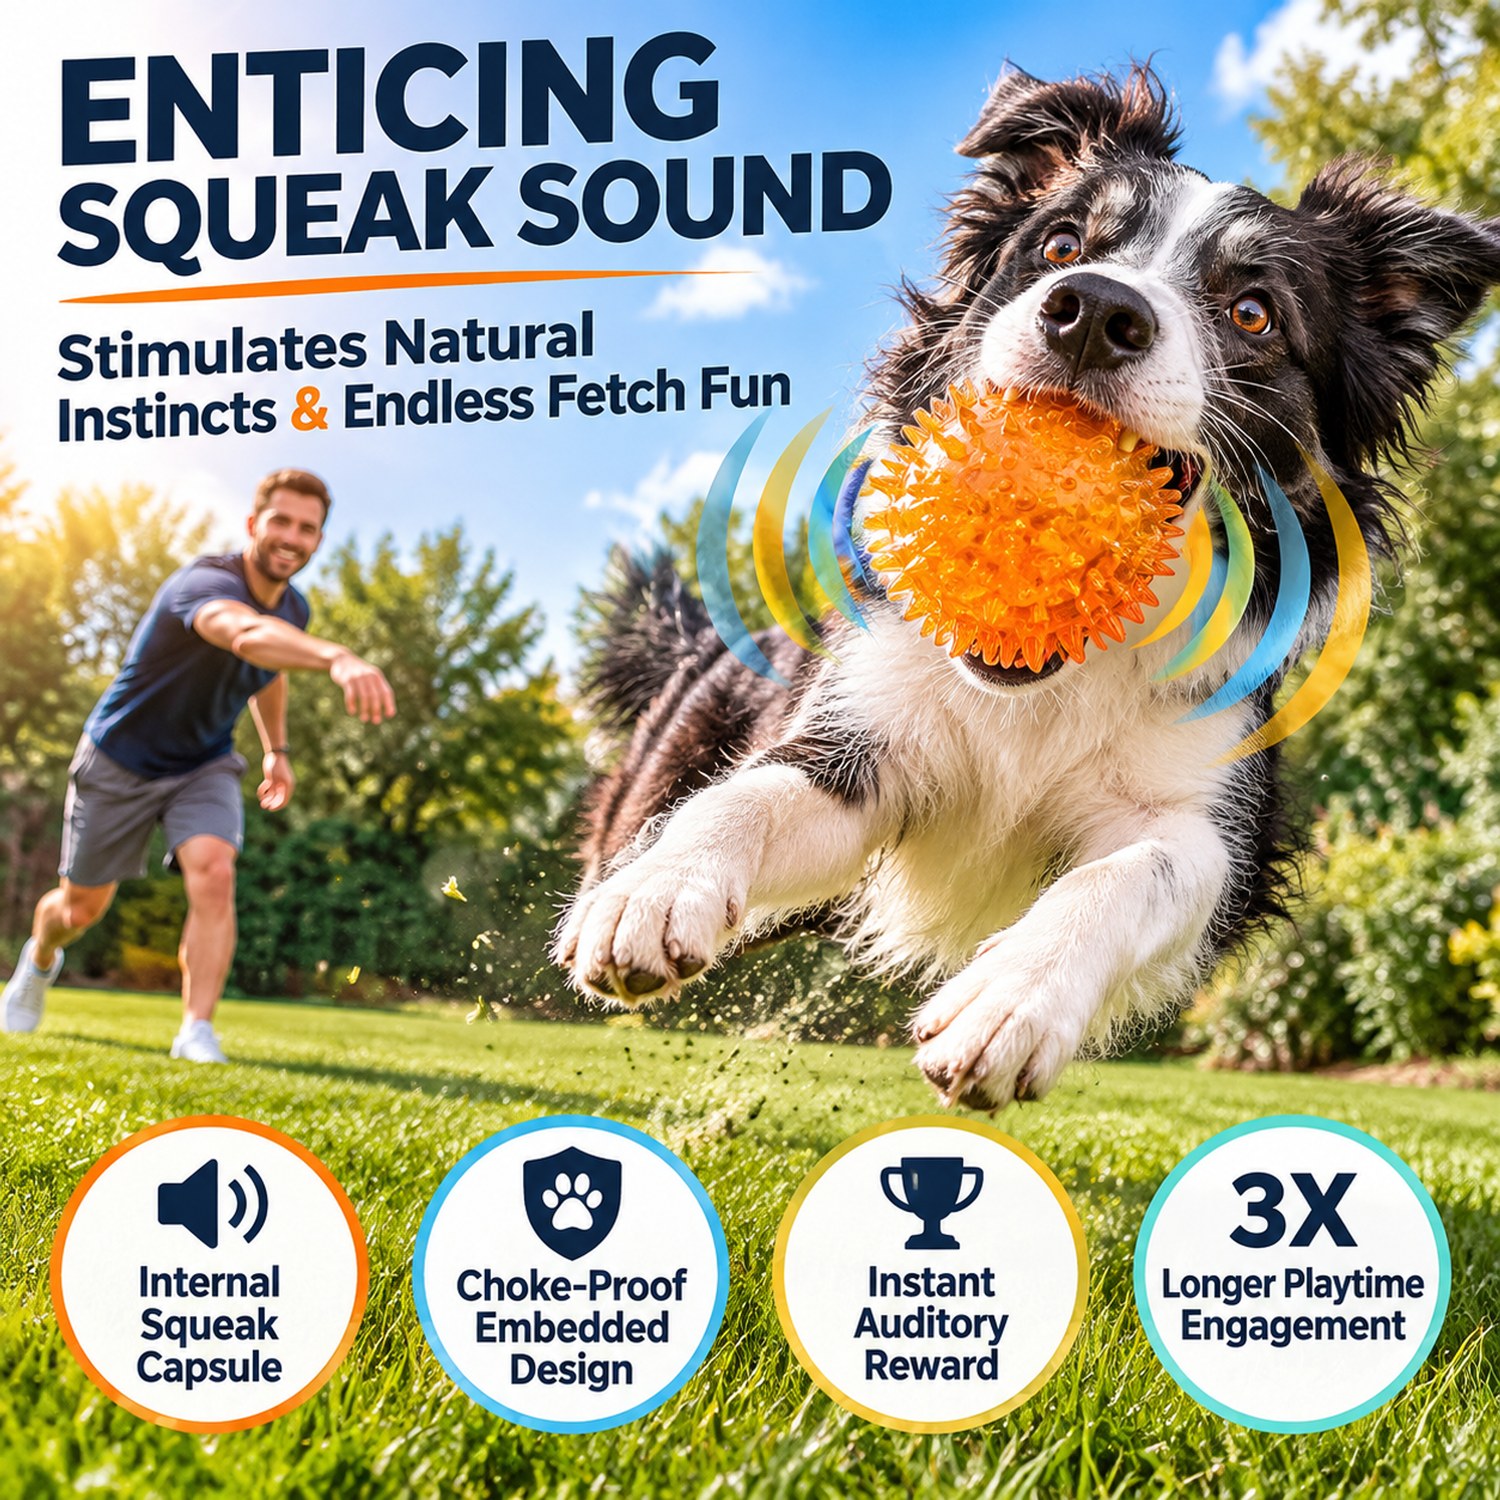 ENTICING
SQUEAK SOUND
Stimulates Natural
Instincts & Endless Fetch Fun
Internal
Squeak
Capsule
Choke-Proof
Embedded
Design
Instant
Auditory
Reward
3X
Longer Playtime
Engagement